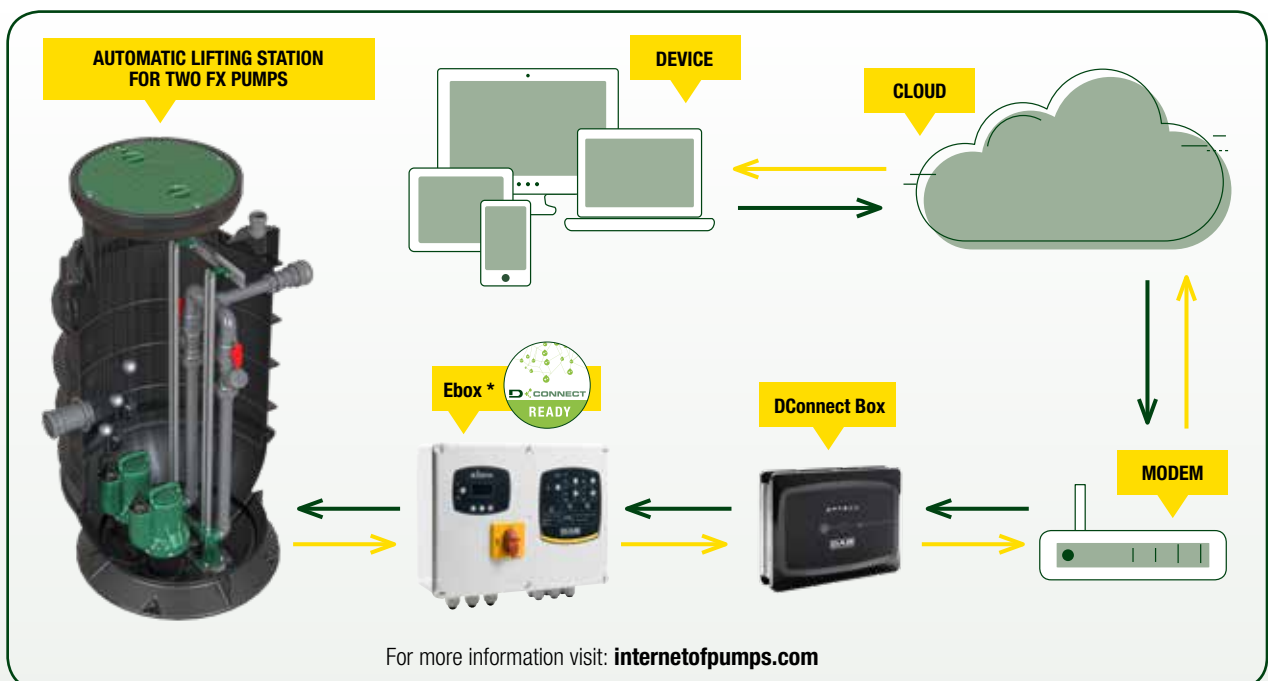 AUTOMATIC LIFTING STATION
FOR TWO FX PUMPS
DEVICE
CLOUD
Ebox *
D CONNECT
READY
DConnect Box
MODEM
DAB
For more information visit: internetofpumps.com